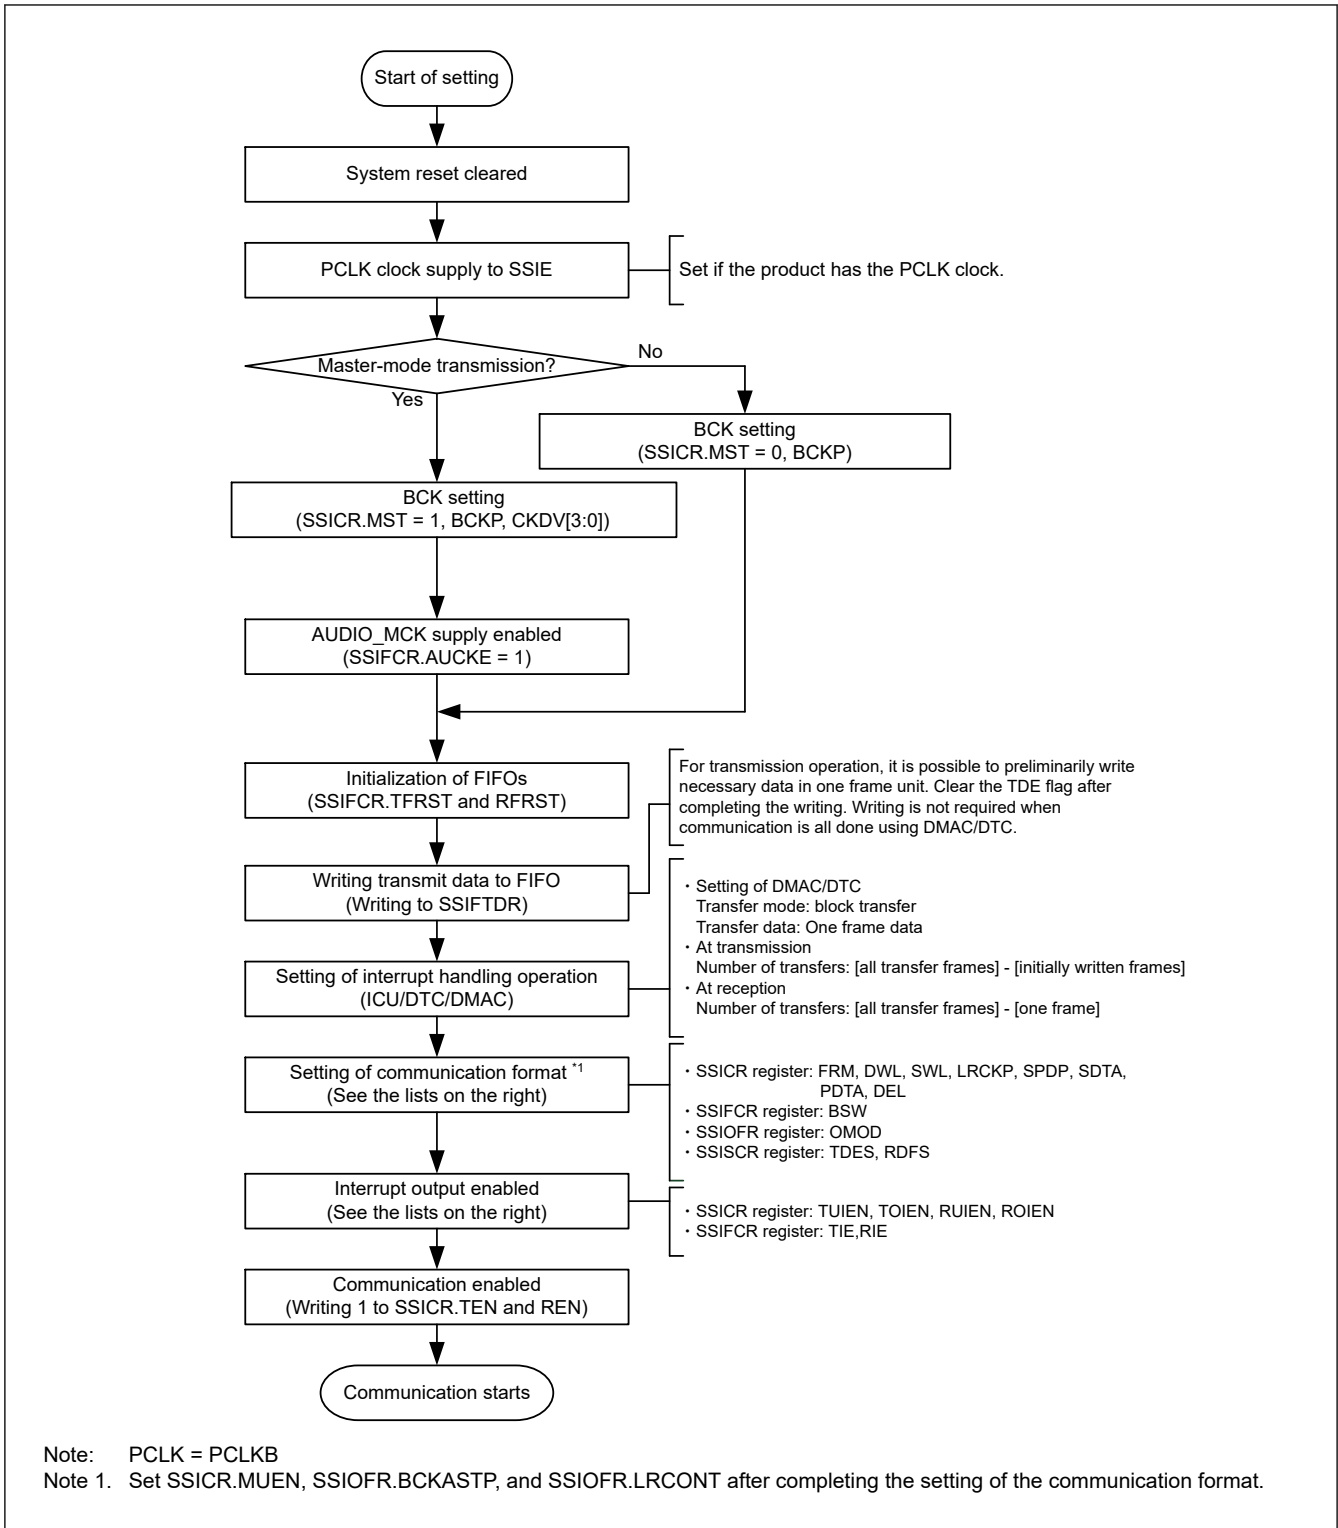 Start of setting
System reset cleared
PCLK clock supply to SSIE
Set if the product has the PCLK clock.
Master-mode transmission?
No
Yes
BCK setting
(SSICR.MST = 0, BCKP)
BCK setting
(SSICR.MST = 1, BCKP, CKDV[3:0])
AUDIO_MCK supply enabled
(SSIFCR.AUCKE = 1)
Initialization of FIFOs
(SSIFCR.TFRST and RFRST)
For transmission operation, it is possible to preliminarily write
necessary data in one frame unit. Clear the TDE flag after
completing the writing. Writing is not required when
communication is all done using DMAC/DTC.
Writing transmit data to FIFO
(Writing to SSIFTDR)
・Setting of DMAC/DTC
Transfer mode: block transfer
Transfer data: One frame data
・At transmission
Number of transfers: [all transfer frames] - [initially written frames]
・At reception
Number of transfers: [all transfer frames] - [one frame]
Setting of interrupt handling operation
(ICU/DTC/DMAC)
Setting of communication format *1
(See the lists on the right)
・SSICR register: FRM, DWL, SWL, LRCKP, SPDP, SDTA,
PDTA, DEL
・SSIFCR register: BSW
・SSIOFR register: OMOD
・SSISCR register: TDES, RDFS
Interrupt output enabled
(See the lists on the right)
・SSICR register: TUIEN, TOIEN, RUIEN, ROIEN
・SSIFCR register: TIE,RIE
Communication enabled
(Writing 1 to SSICR.TEN and REN)
Communication starts
Note: PCLK = PCLKB
Note 1. Set SSICR.MUEN, SSIOFR.BCKASTP, and SSIOFR.LRCONT after completing the setting of the communication format.